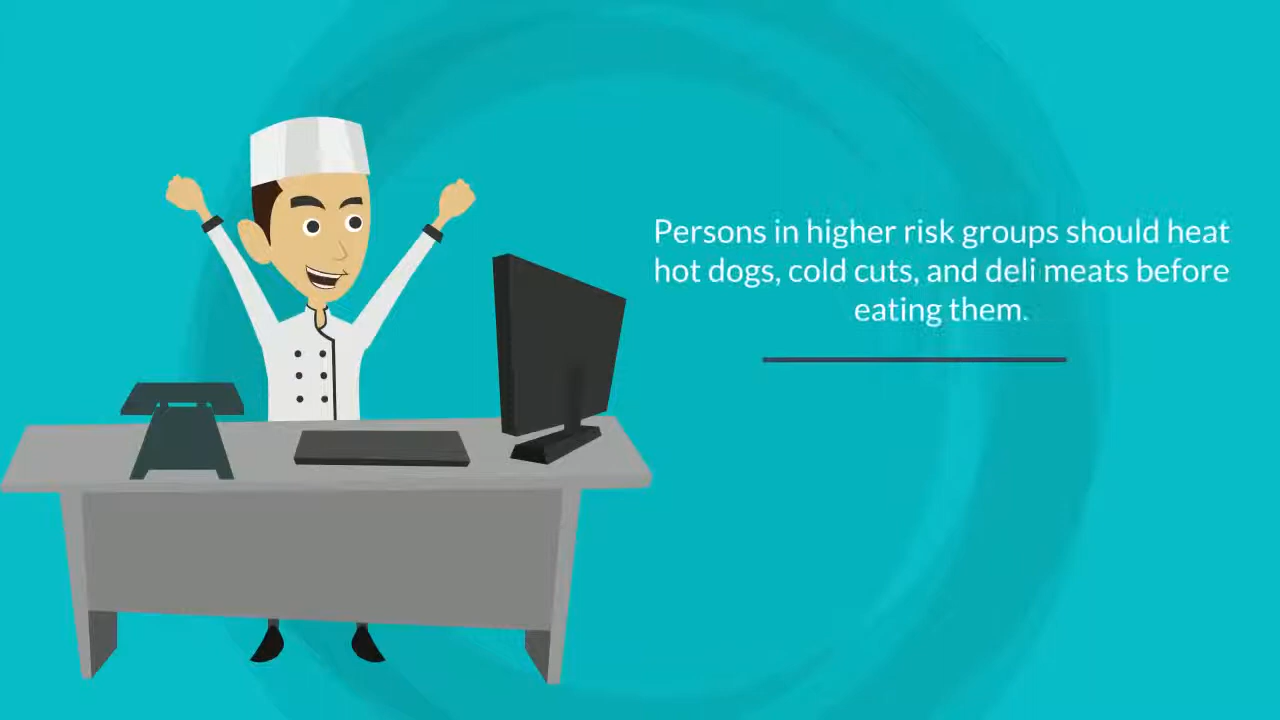 Persons in higher risk groups should heat
hot dogs, cold cuts, and deli meats before
eating them.